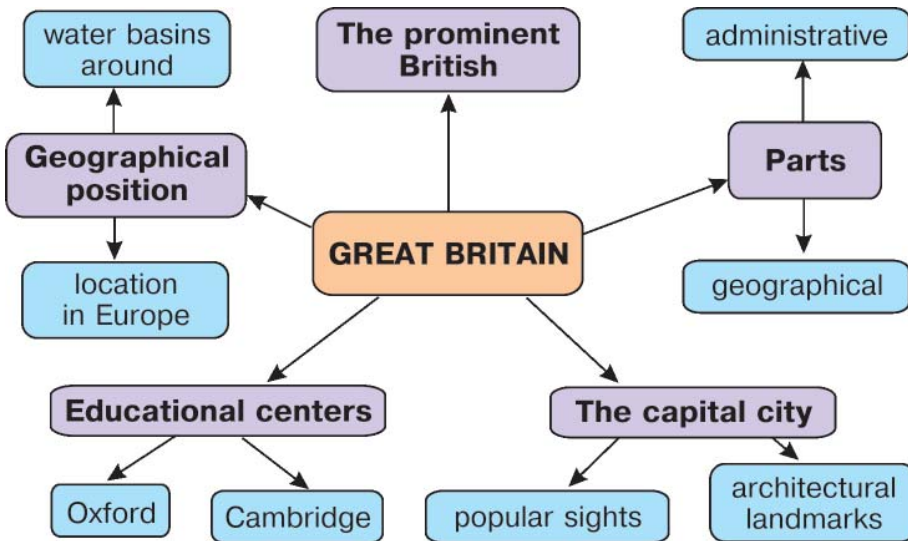 water basins
around
The prominent
British
administrative
Geographical
position
Parts
GREAT BRITAIN
location
in Europe
geographical
Educational centers
The capital city
Oxford
Cambridge
popular sights
architectural
landmarks